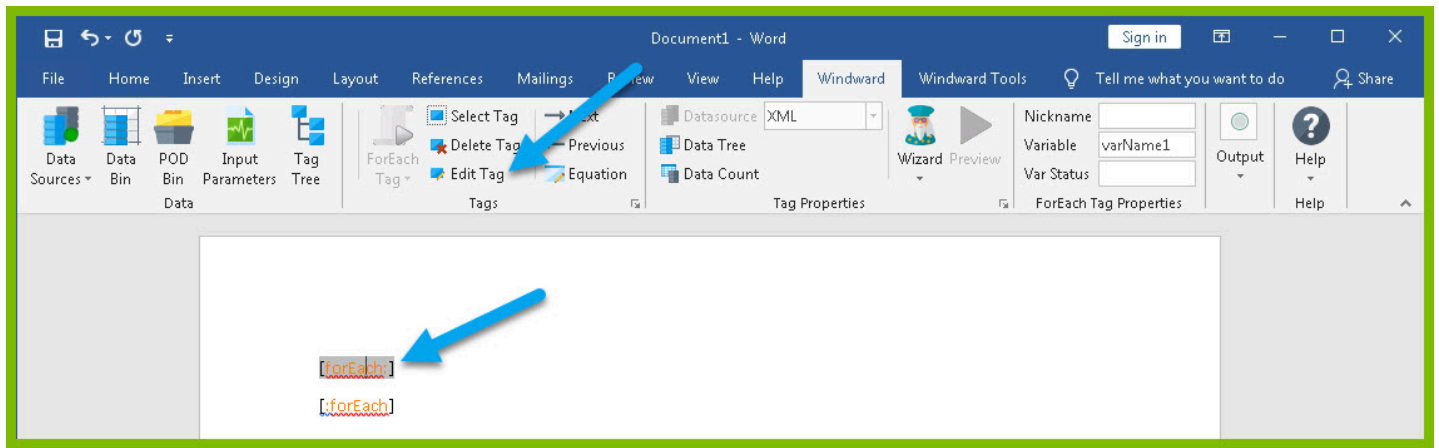 Document1 - Word
Sign in
File Home Insert Design Layout References Mailings Review View Help Windward Windward Tools Tell me what you want to do Share
Select Tag Next Datasource XML Nickname
ForEach Tag Delete Tag Previous Data Tree Wizard Preview Variable varName1 Output Help
Data Sources Data Bin POD Bin Input Parameters Tag Tree Edit Tag Equation Data Count Var Status
Data Tags Tag Properties ForEach Tag Properties Help
[forEach:]
[:forEach]